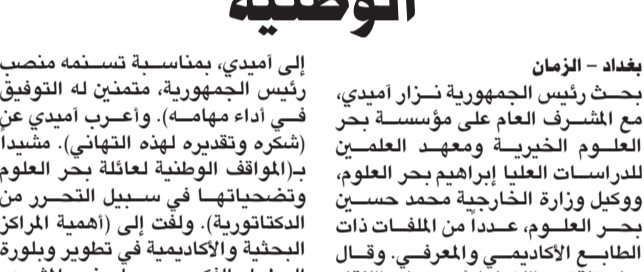 الوطنية
بغداد – الزمان
بحث رئيس الجمهورية نزار آميدي،
مع المشرف العام على مؤسسة بحر
العلوم الخيرية ومعهد العلمين
للدراسات العليا إبراهيم بحر العلوم،
ووكيل وزارة الخارجية محمد حسين
بحر العلوم، عدداً من الملفات ذات
الطابع الأكاديمي والمعرفي. وقال
إلى آميدي، بمناسبة تسنمه منصب
رئيس الجمهورية، متمنين له التوفيق
في أداء مهامه). وأعرب آميدي عن
(شكره وتقديره لهذه التهاني). مشيداً
بـ(المواقف الوطنية لعائلة بحر العلوم
وتضحياتها في سبيل التحرر من
الدكتاتورية). ولفت إلى (أهمية المراكز
البحثية والأكاديمية في تطوير وبلورة